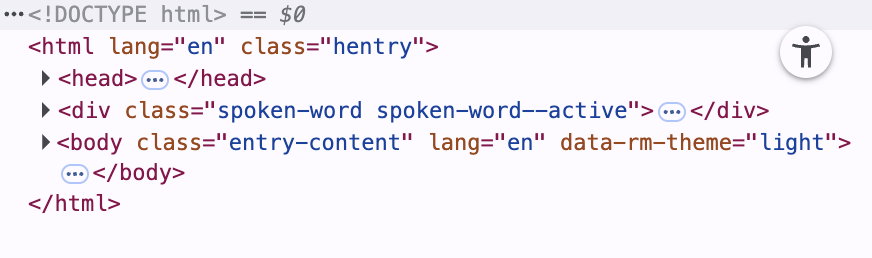 ···<!DOCTYPE html> == $0
<html lang="en" class="hentry">
<head>···</head>
<div class="spoken-word spoken-word--active">···</div>
<body class="entry-content" lang="en" data-rm-theme="light">
···</body>
</html>